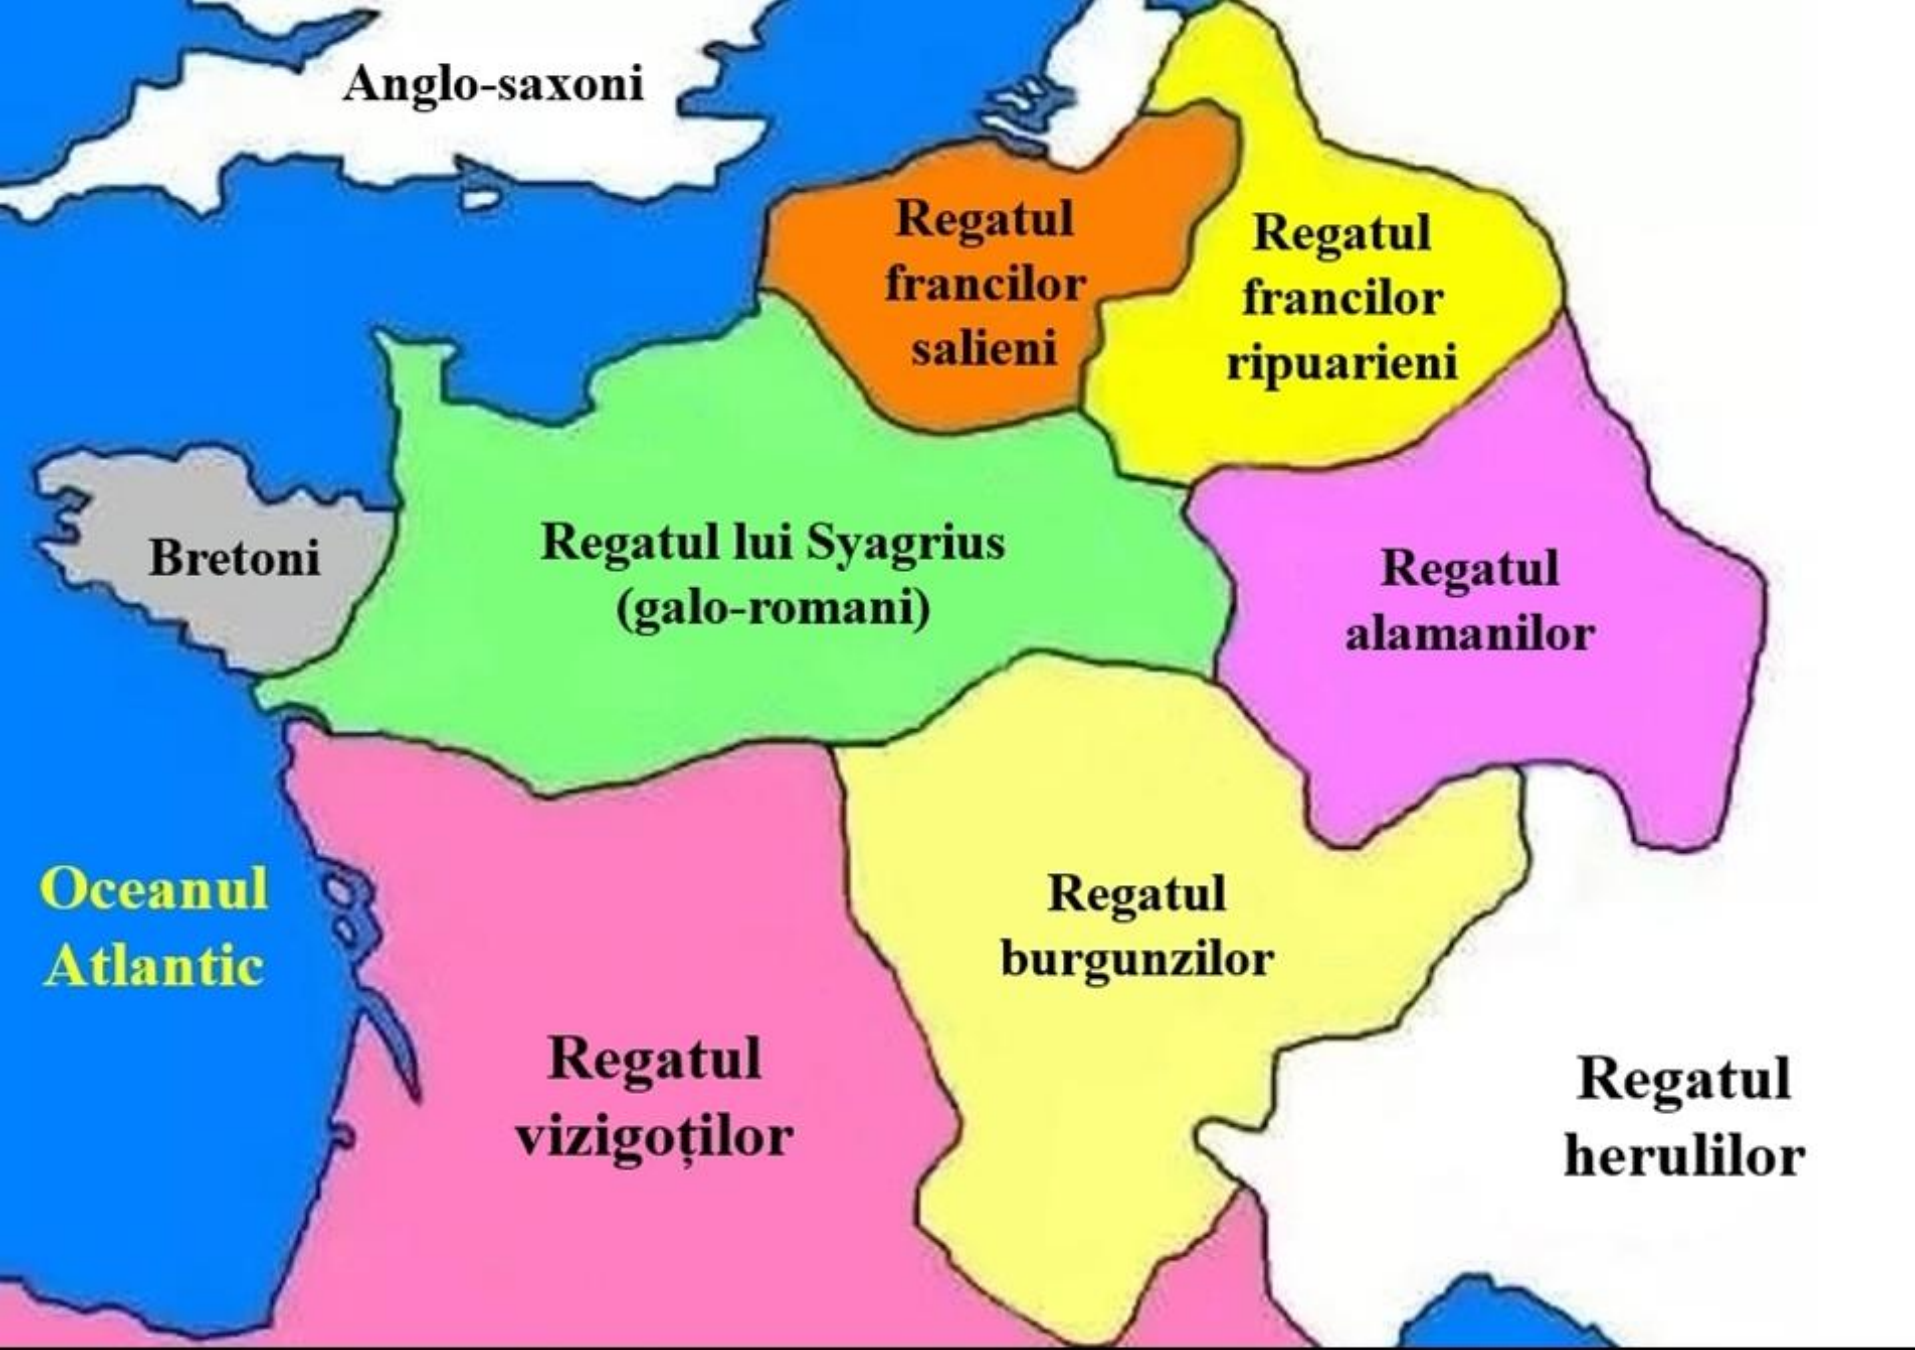 Anglo-saxoni
Regatul
francilor
salieni
Regatul
francilor
ripuarieni
Bretoni
Regatul lui Syagrius
(galo-romani)
Regatul
alamanilor
Oceanul
Atlantic
Regatul
burgunzilor
Regatul
vizigoților
Regatul
herulilor